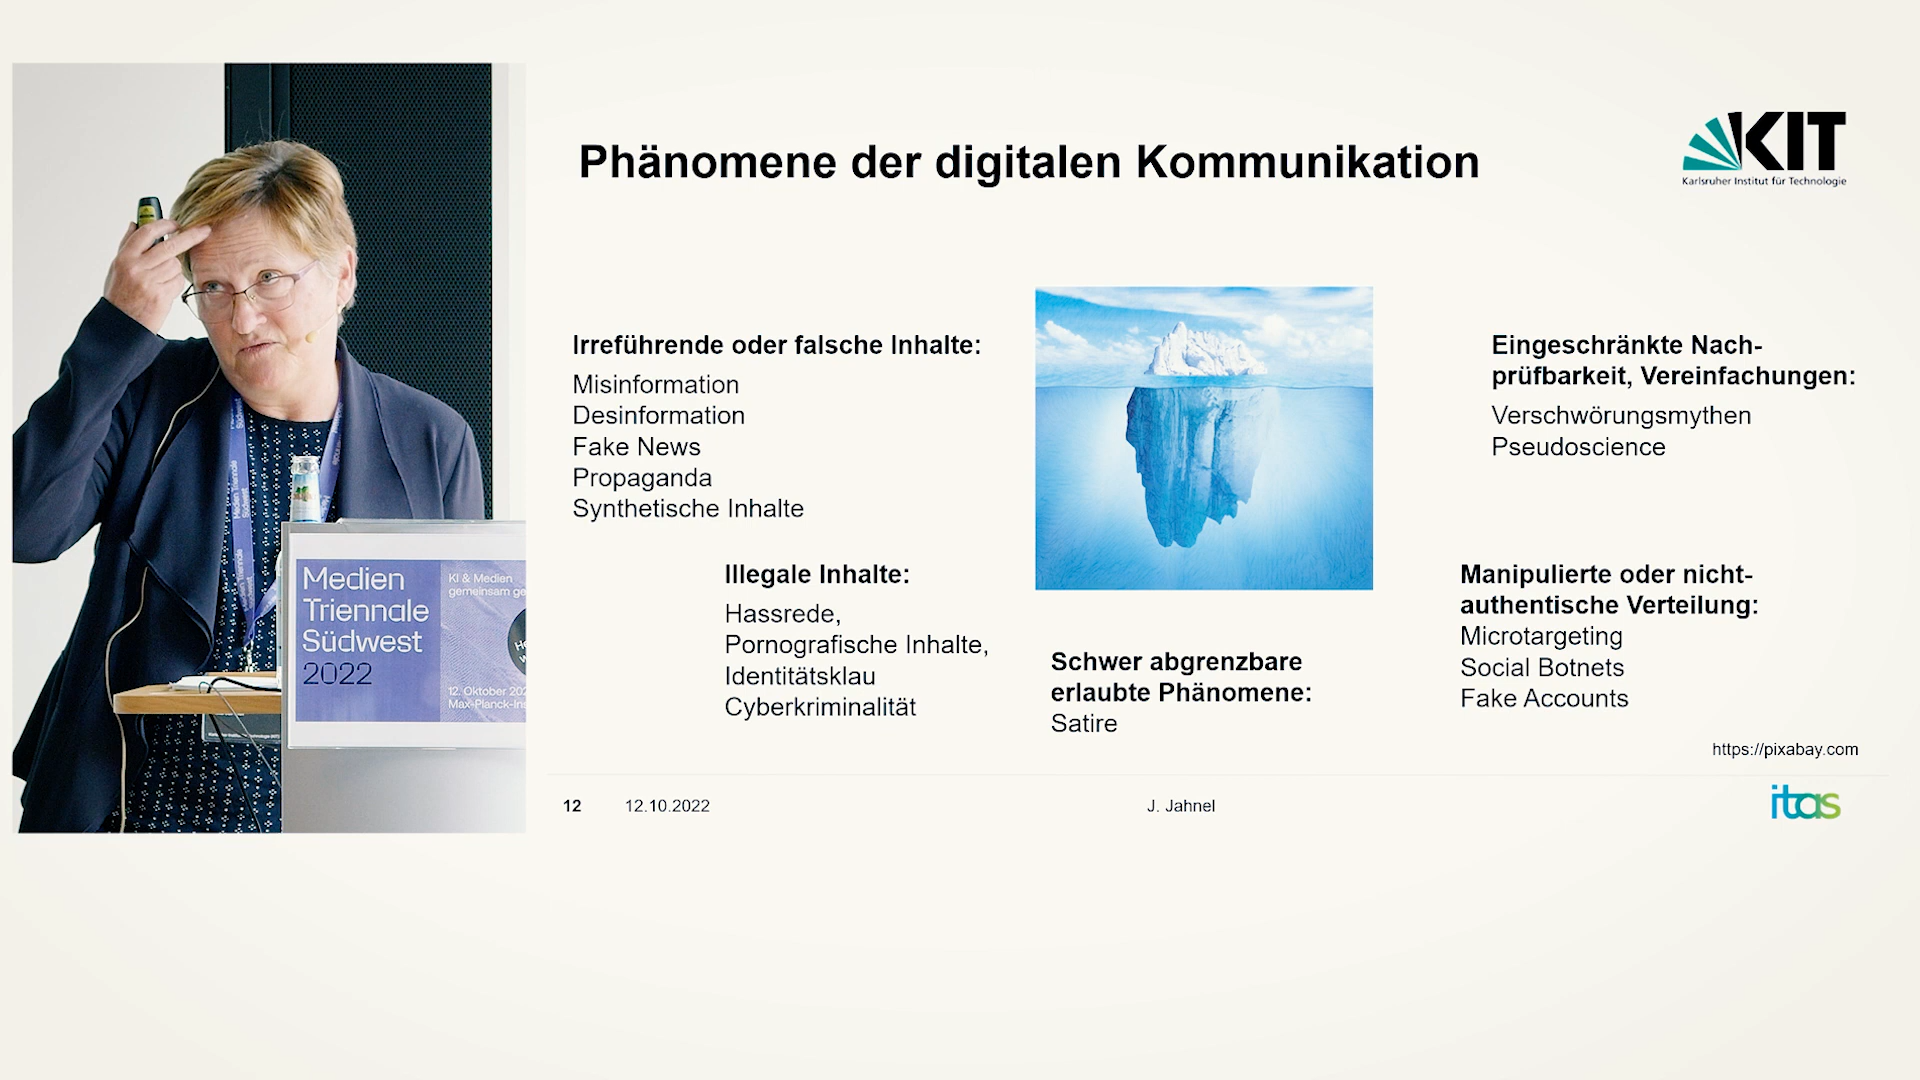 Phänomene der digitalen Kommunikation
KIT
Karlsruher Institut für Technologie
Irreführende oder falsche Inhalte:
Misinformation
Desinformation
Fake News
Propaganda
Synthetische Inhalte
Illegale Inhalte:
Hassrede,
Pornografische Inhalte,
Identitätsklau
Cyberkriminalität
Schwer abgrenzbare
erlaubte Phänomene:
Satire
Eingeschränkte Nach-
prüfbarkeit, Vereinfachungen:
Verschwörungsmythen
Pseudoscience
Manipulierte oder nicht-
authentische Verteilung:
Microtargeting
Social Botnets
Fake Accounts
https://pixabay.com
12
12.10.2022
J. Jahnel
itas
Medien
Triennale
Südwest
2022
KI & Medien
gemeinsam ge
12. Oktober 202
Max-Planck-Ins